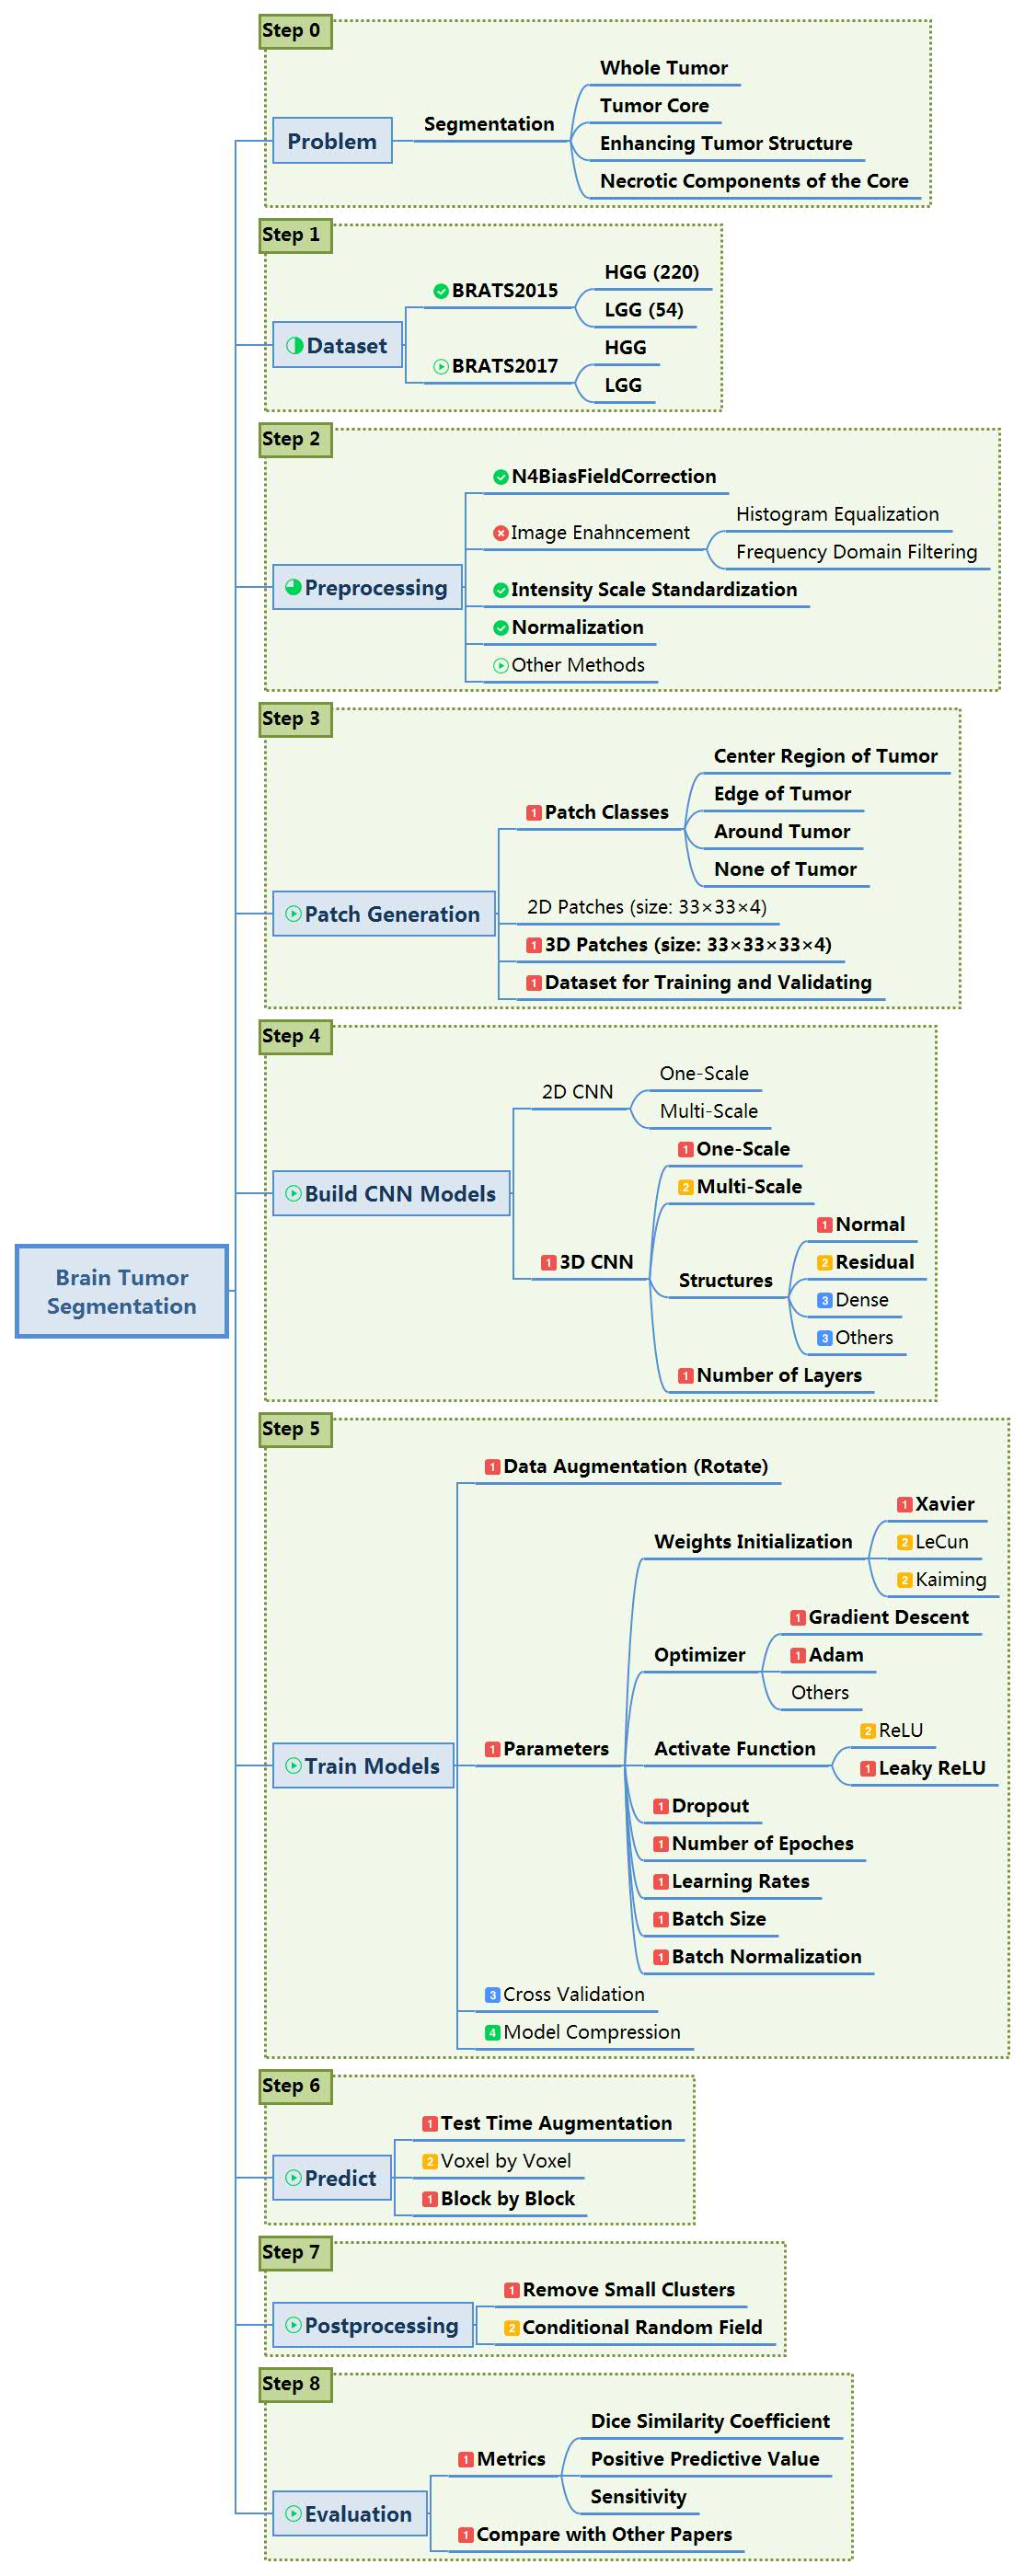 Step 0
Problem
Segmentation
Whole Tumor
Tumor Core
Enhancing Tumor Structure
Necrotic Components of the Core
Step 1
Dataset
BRATS2015
HGG (220)
LGG (54)
BRATS2017
HGG
LGG
Step 2
Preprocessing
N4BiasFieldCorrection
Image Enahncement
Histogram Equalization
Frequency Domain Filtering
Intensity Scale Standardization
Normalization
Other Methods
Step 3
Patch Generation
1 Patch Classes
Center Region of Tumor
Edge of Tumor
Around Tumor
None of Tumor
2D Patches (size: 33×33×4)
1 3D Patches (size: 33×33×33×4)
1 Dataset for Training and Validating
Step 4
Build CNN Models
2D CNN
One-Scale
Multi-Scale
1 3D CNN
1 One-Scale
2 Multi-Scale
Structures
1 Normal
2 Residual
3 Dense
3 Others
1 Number of Layers
Brain Tumor
Segmentation
Step 5
Train Models
1 Data Augmentation (Rotate)
1 Parameters
Weights Initialization
1 Xavier
2 LeCun
2 Kaiming
Optimizer
1 Gradient Descent
1 Adam
Others
Activate Function
2 ReLU
1 Leaky ReLU
1 Dropout
1 Number of Epoches
1 Learning Rates
1 Batch Size
1 Batch Normalization
3 Cross Validation
4 Model Compression
Step 6
Predict
1 Test Time Augmentation
2 Voxel by Voxel
1 Block by Block
Step 7
Postprocessing
1 Remove Small Clusters
2 Conditional Random Field
Step 8
Evaluation
1 Metrics
Dice Similarity Coefficient
Positive Predictive Value
Sensitivity
1 Compare with Other Papers